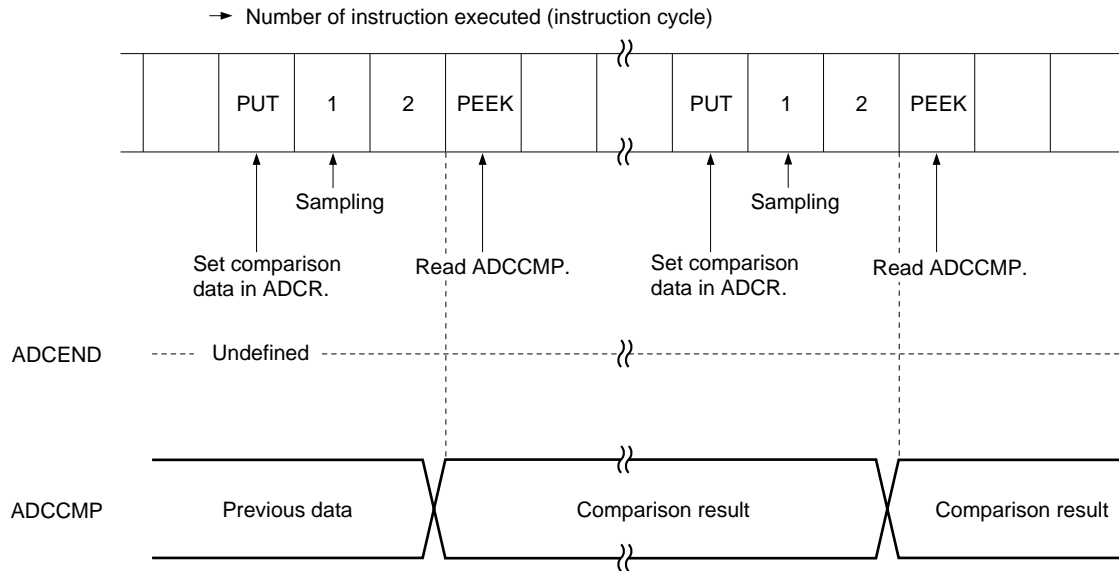 Number of instruction executed (instruction cycle)
PUT 1 2 PEEK PUT 1 2 PEEK
Sampling Sampling
Set comparison Read ADCCMP. Set comparison Read ADCCMP.
data in ADCR. data in ADCR.
ADCEND Undefined
ADCCMP Previous data Comparison result Comparison result